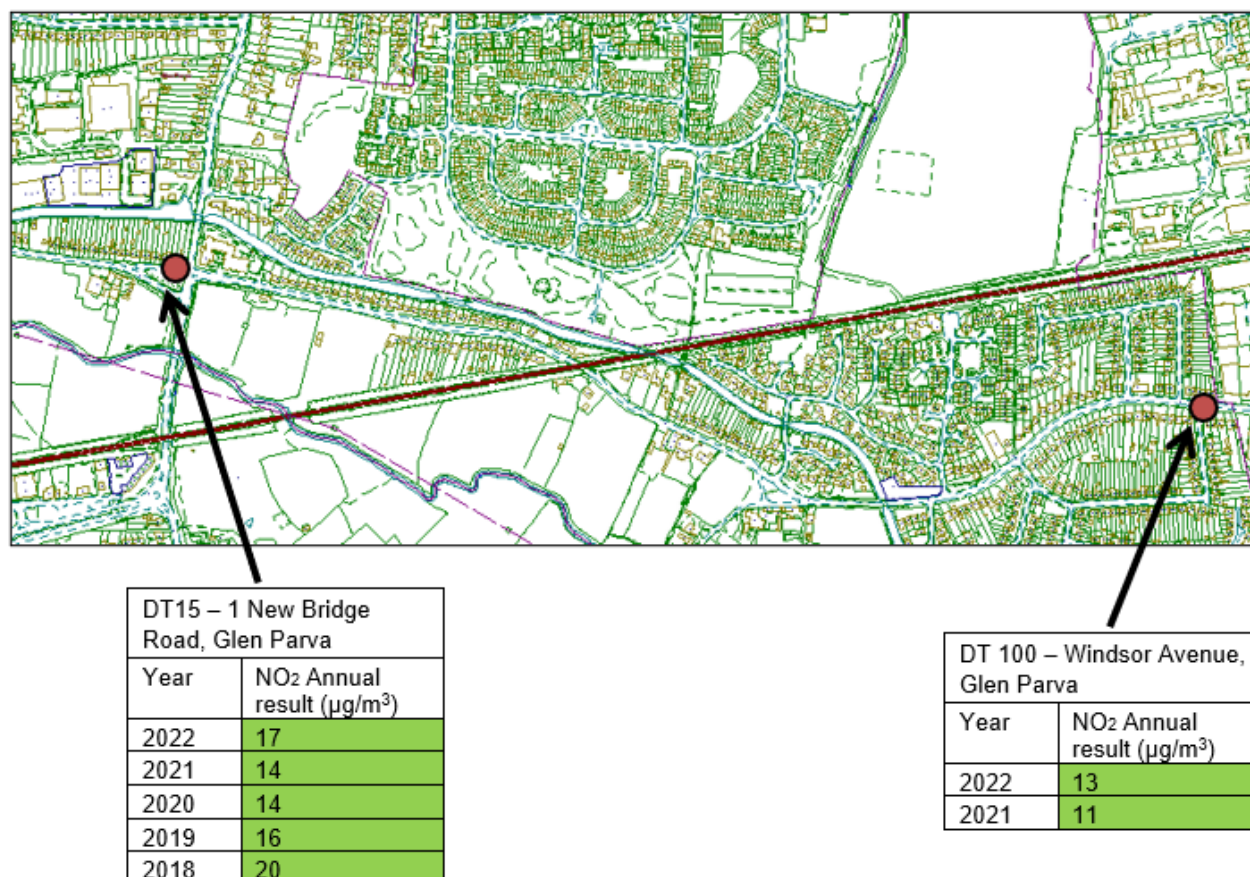 DT15 – 1 New Bridge
Road, Glen Parva
Year NO₂ Annual
result (µg/m³)
2022 17
2021 14
2020 14
2019 16
2018 20
DT 100 – Windsor Avenue,
Glen Parva
Year NO₂ Annual
result (µg/m³)
2022 13
2021 11